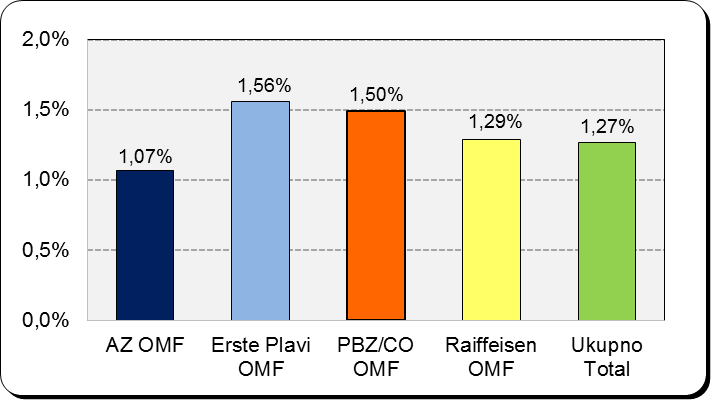 2,0%
1,5%
1,0%
0,5%
0,0%
1,07%
1,56%
1,50%
1,29%
1,27%
AZ OMF
Erste Plavi
OMF
PBZ/CO
OMF
Raiffeisen
OMF
Ukupno
Total